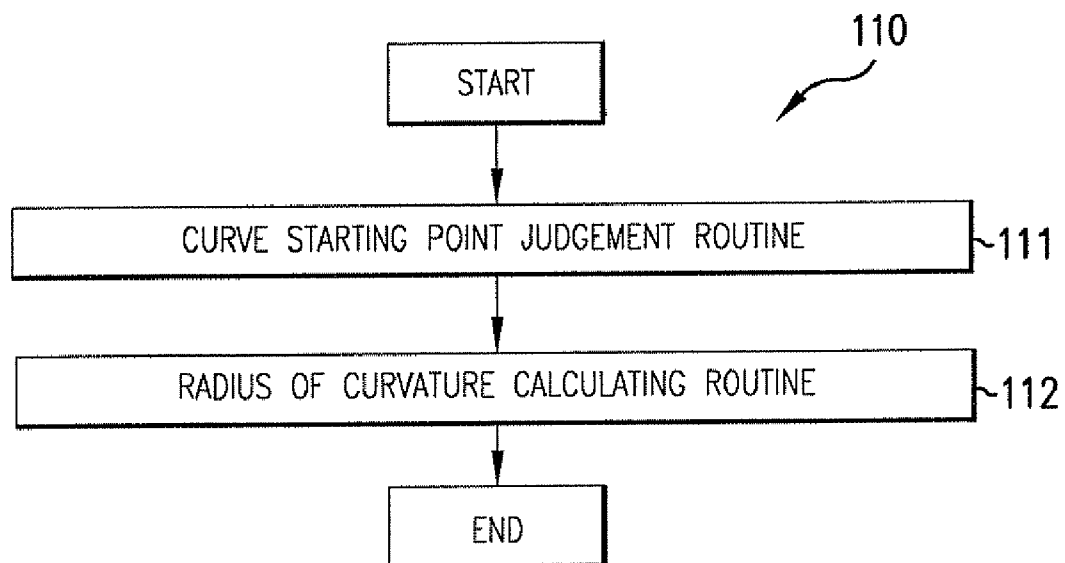 110
START
CURVE STARTING POINT JUDGEMENT ROUTINE
111
RADIUS OF CURVATURE CALCULATING ROUTINE
112
END